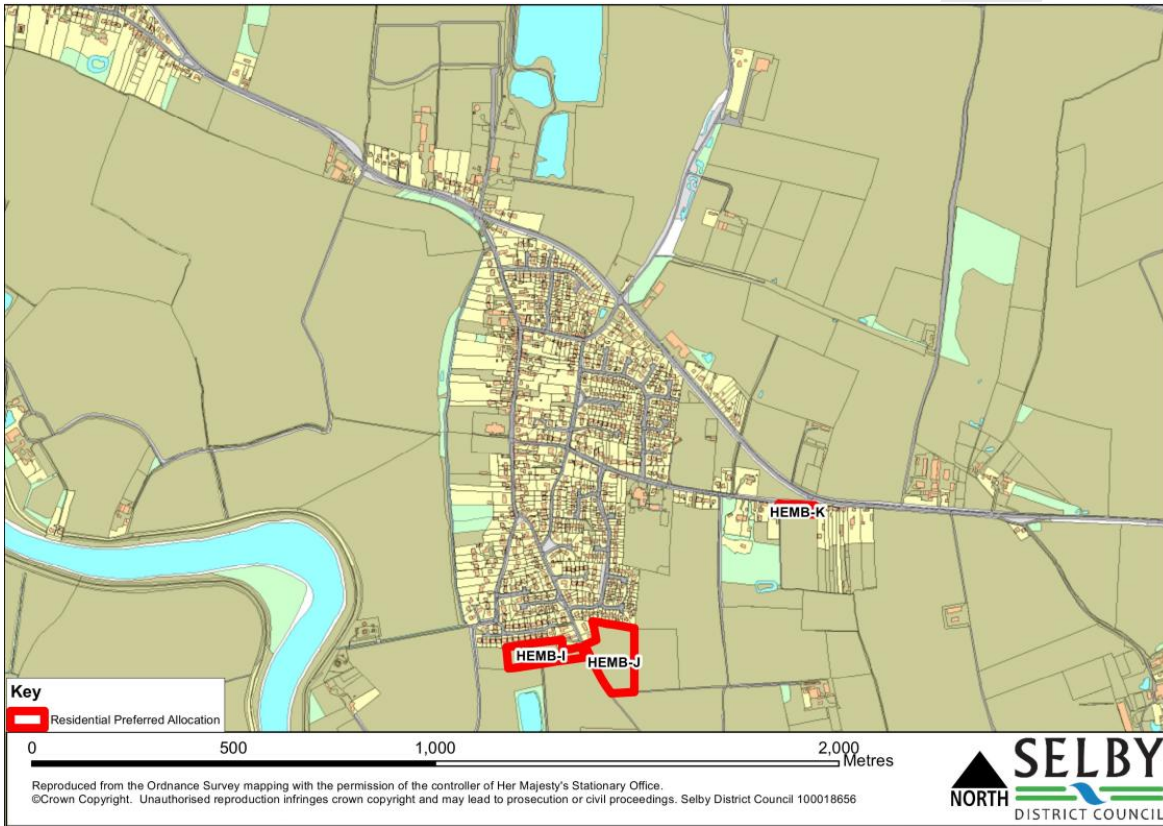 HEMB-K
HEMB-I
HEMB-J
Key
Residential Preferred Allocation
0 500 1,000 2,000
Metres
Reproduced from the Ordnance Survey mapping with the permission of the controller of Her Majesty's Stationary Office.
©Crown Copyright. Unauthorised reproduction infringes crown copyright and may lead to prosecution or civil proceedings. Selby District Council 100018656
NORTH
SELBY
DISTRICT COUNCIL